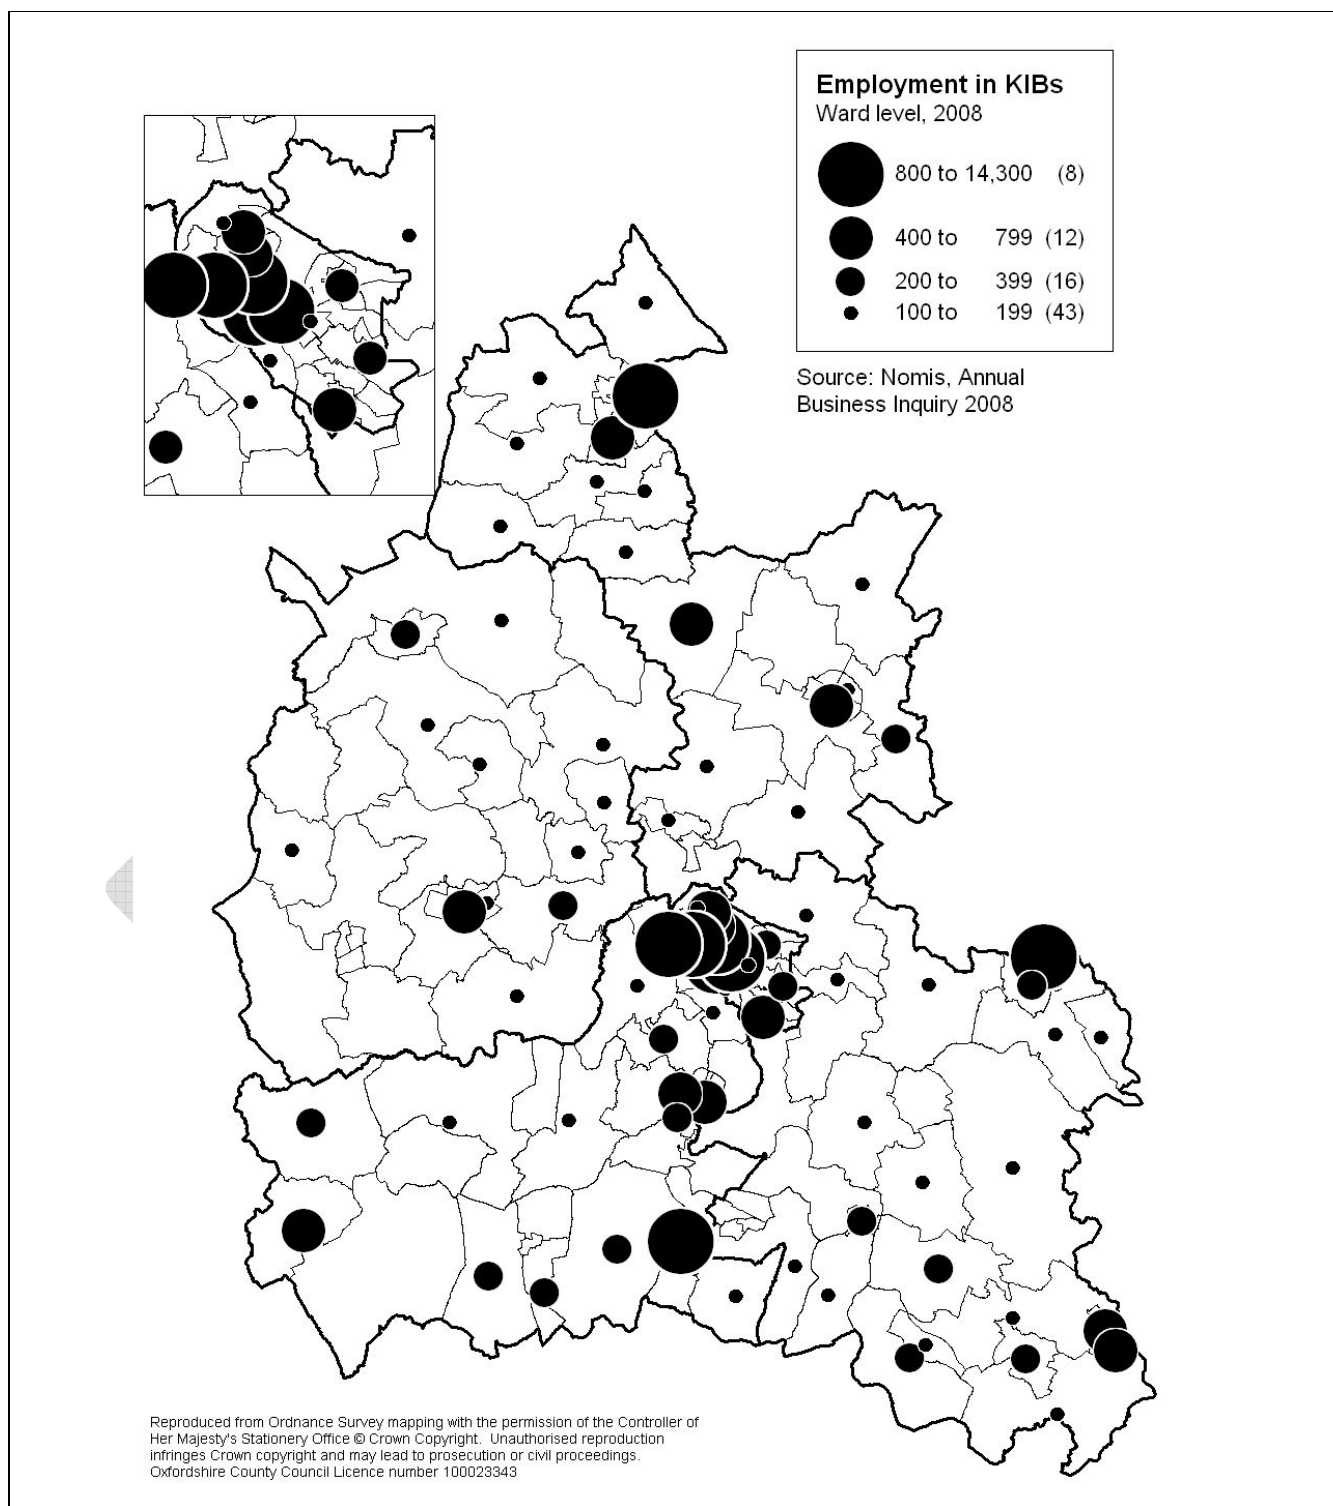 Employment in KIBs
Ward level, 2008
800 to 14,300 (8)
400 to 799 (12)
200 to 399 (16)
100 to 199 (43)
Source: Nomis, Annual
Business Inquiry 2008
Reproduced from Ordnance Survey mapping with the permission of the Controller of
Her Majesty's Stationery Office © Crown Copyright. Unauthorised reproduction
infringes Crown copyright and may lead to prosecution or civil proceedings.
Oxfordshire County Council Licence number 100023343